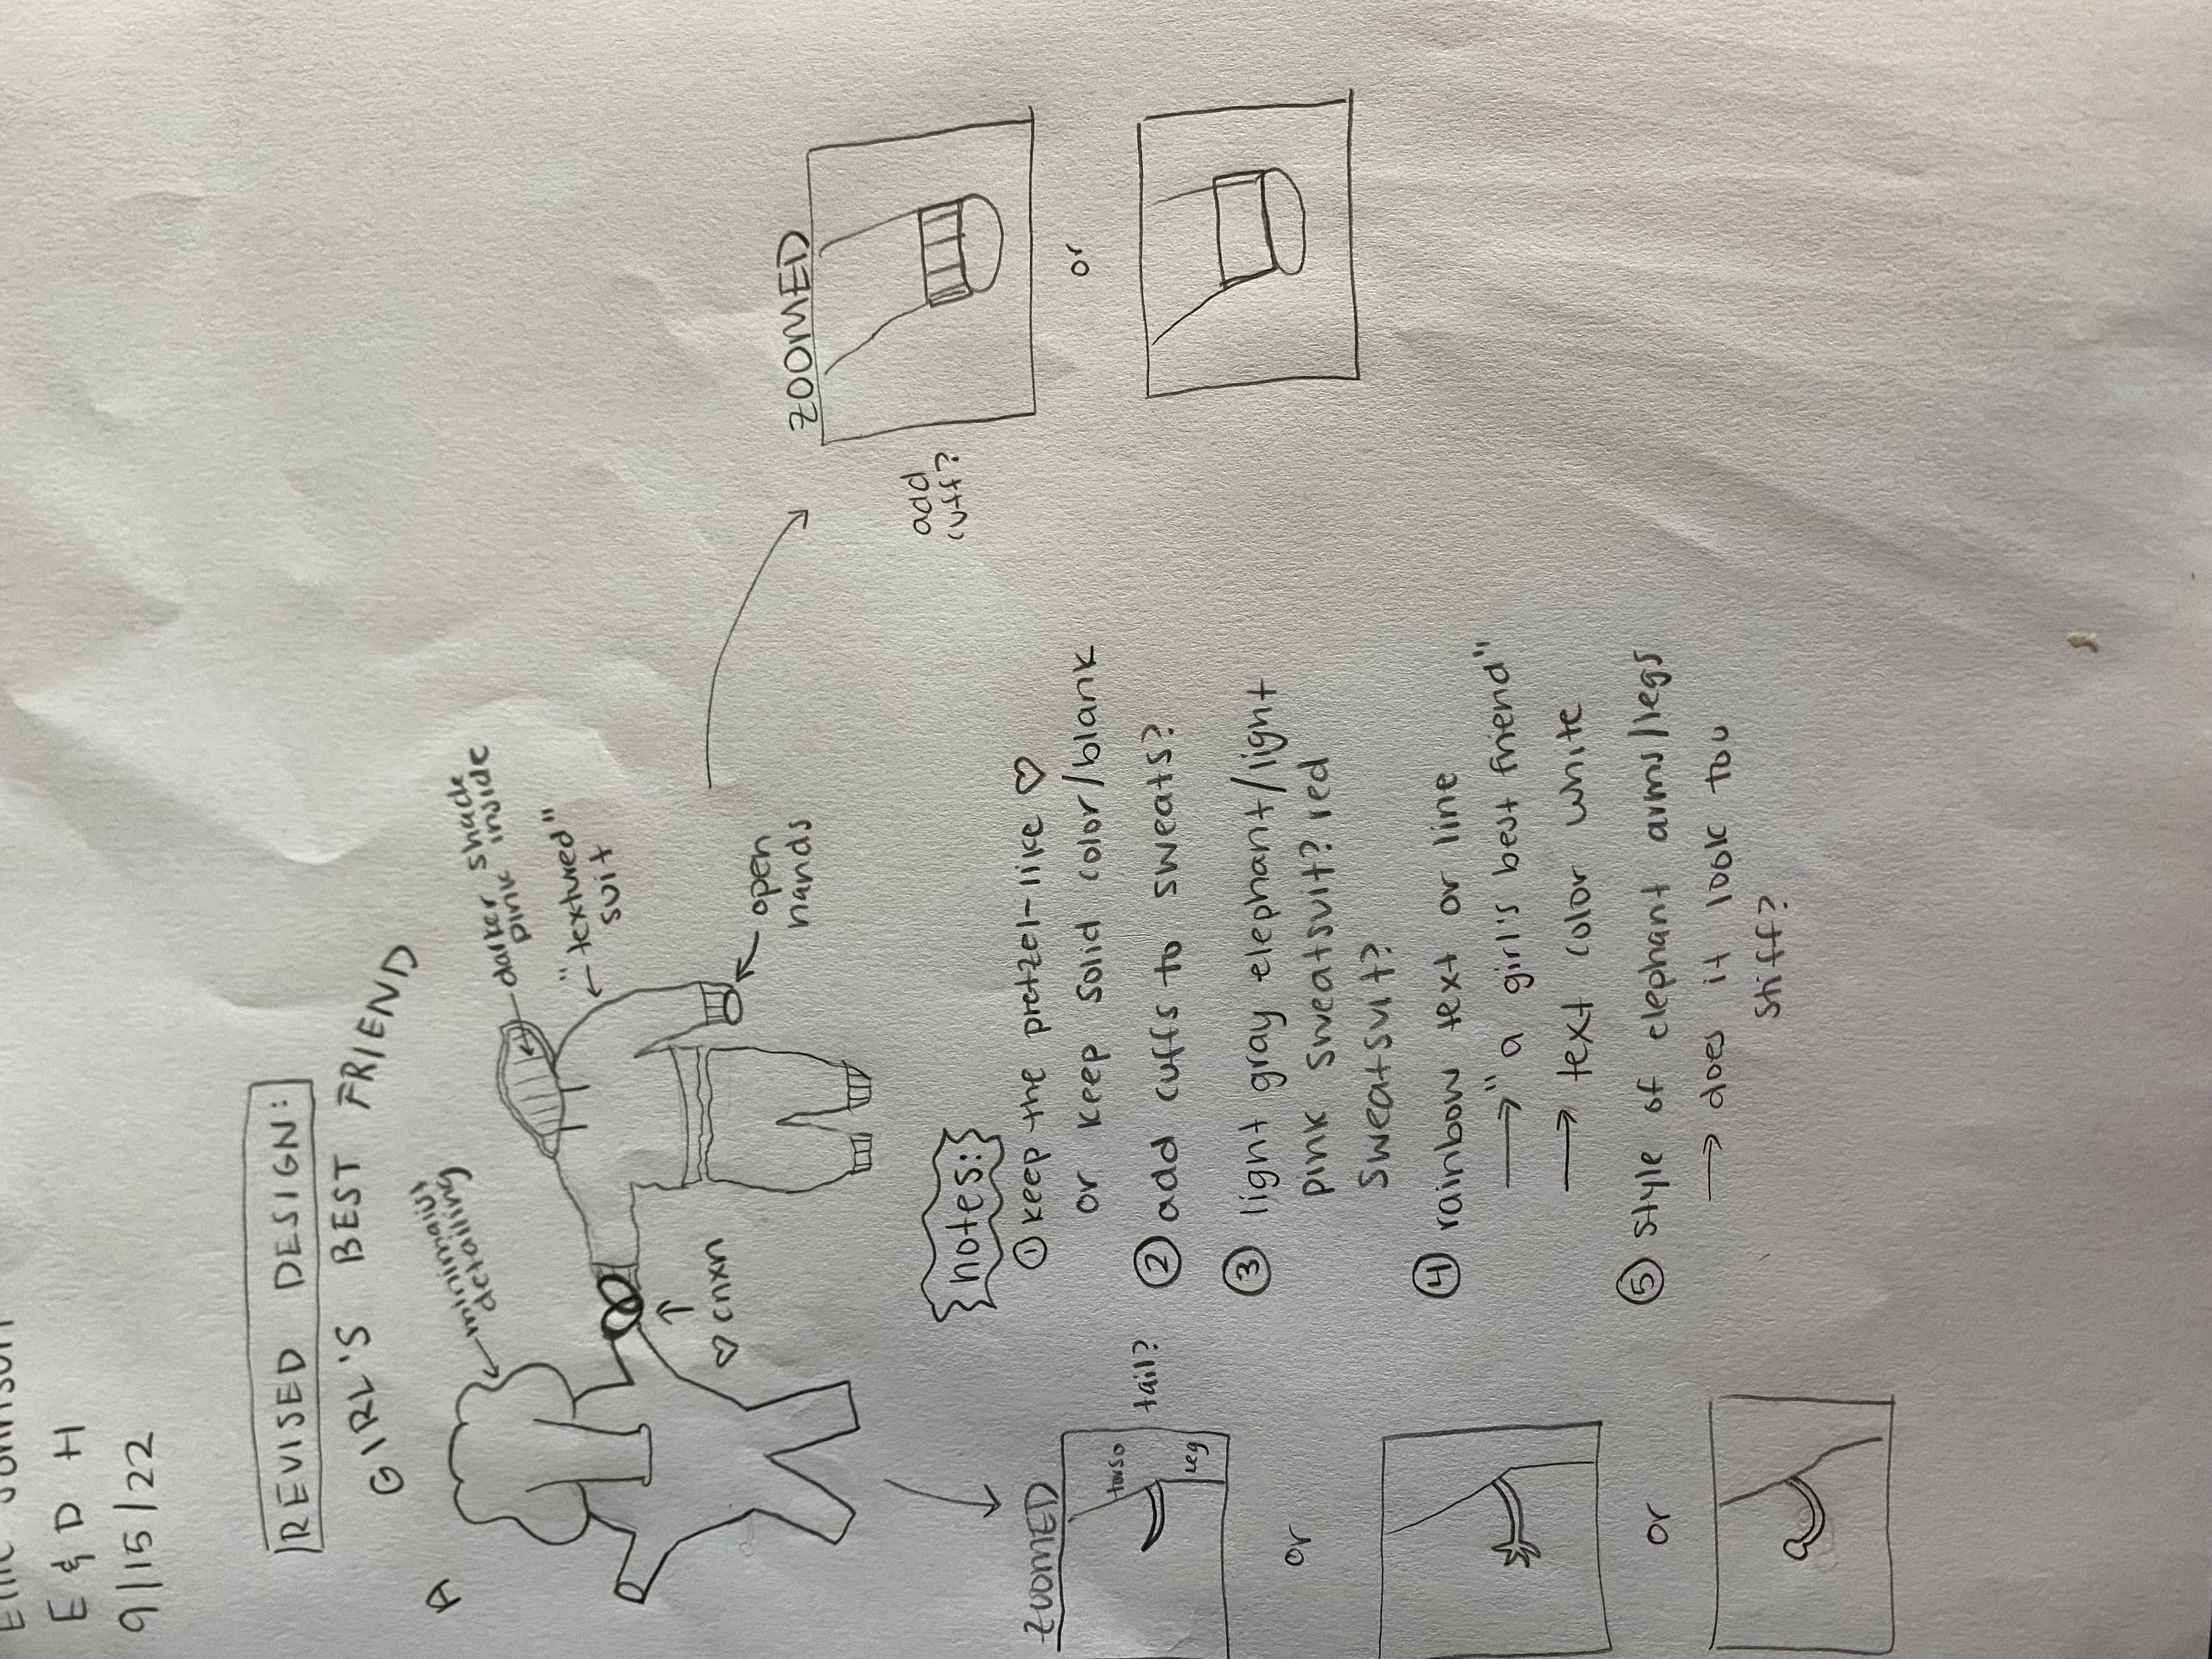 Johnson
E & D H
9/15/22
REVISED DESIGN:
A GIRL'S BEST FRIEND
minimalist
detailing
darker shade
pink inside
"textured"
suit
♡ cnxn
open
hands
ZOOMED
add
cuff?
or
ZOOMED
torso
leg
tail?
or
or
notes:
① keep the pretzel-like ♡
or keep solid color/blank
② add cuffs to sweats?
③ light gray elephant/light
pink sweatsuit? red
sweatsuit?
④ rainbow text or line
→ "a girl's best friend"
→ text color white
⑤ style of elephant arms/legs
→ does it look too
stiff?